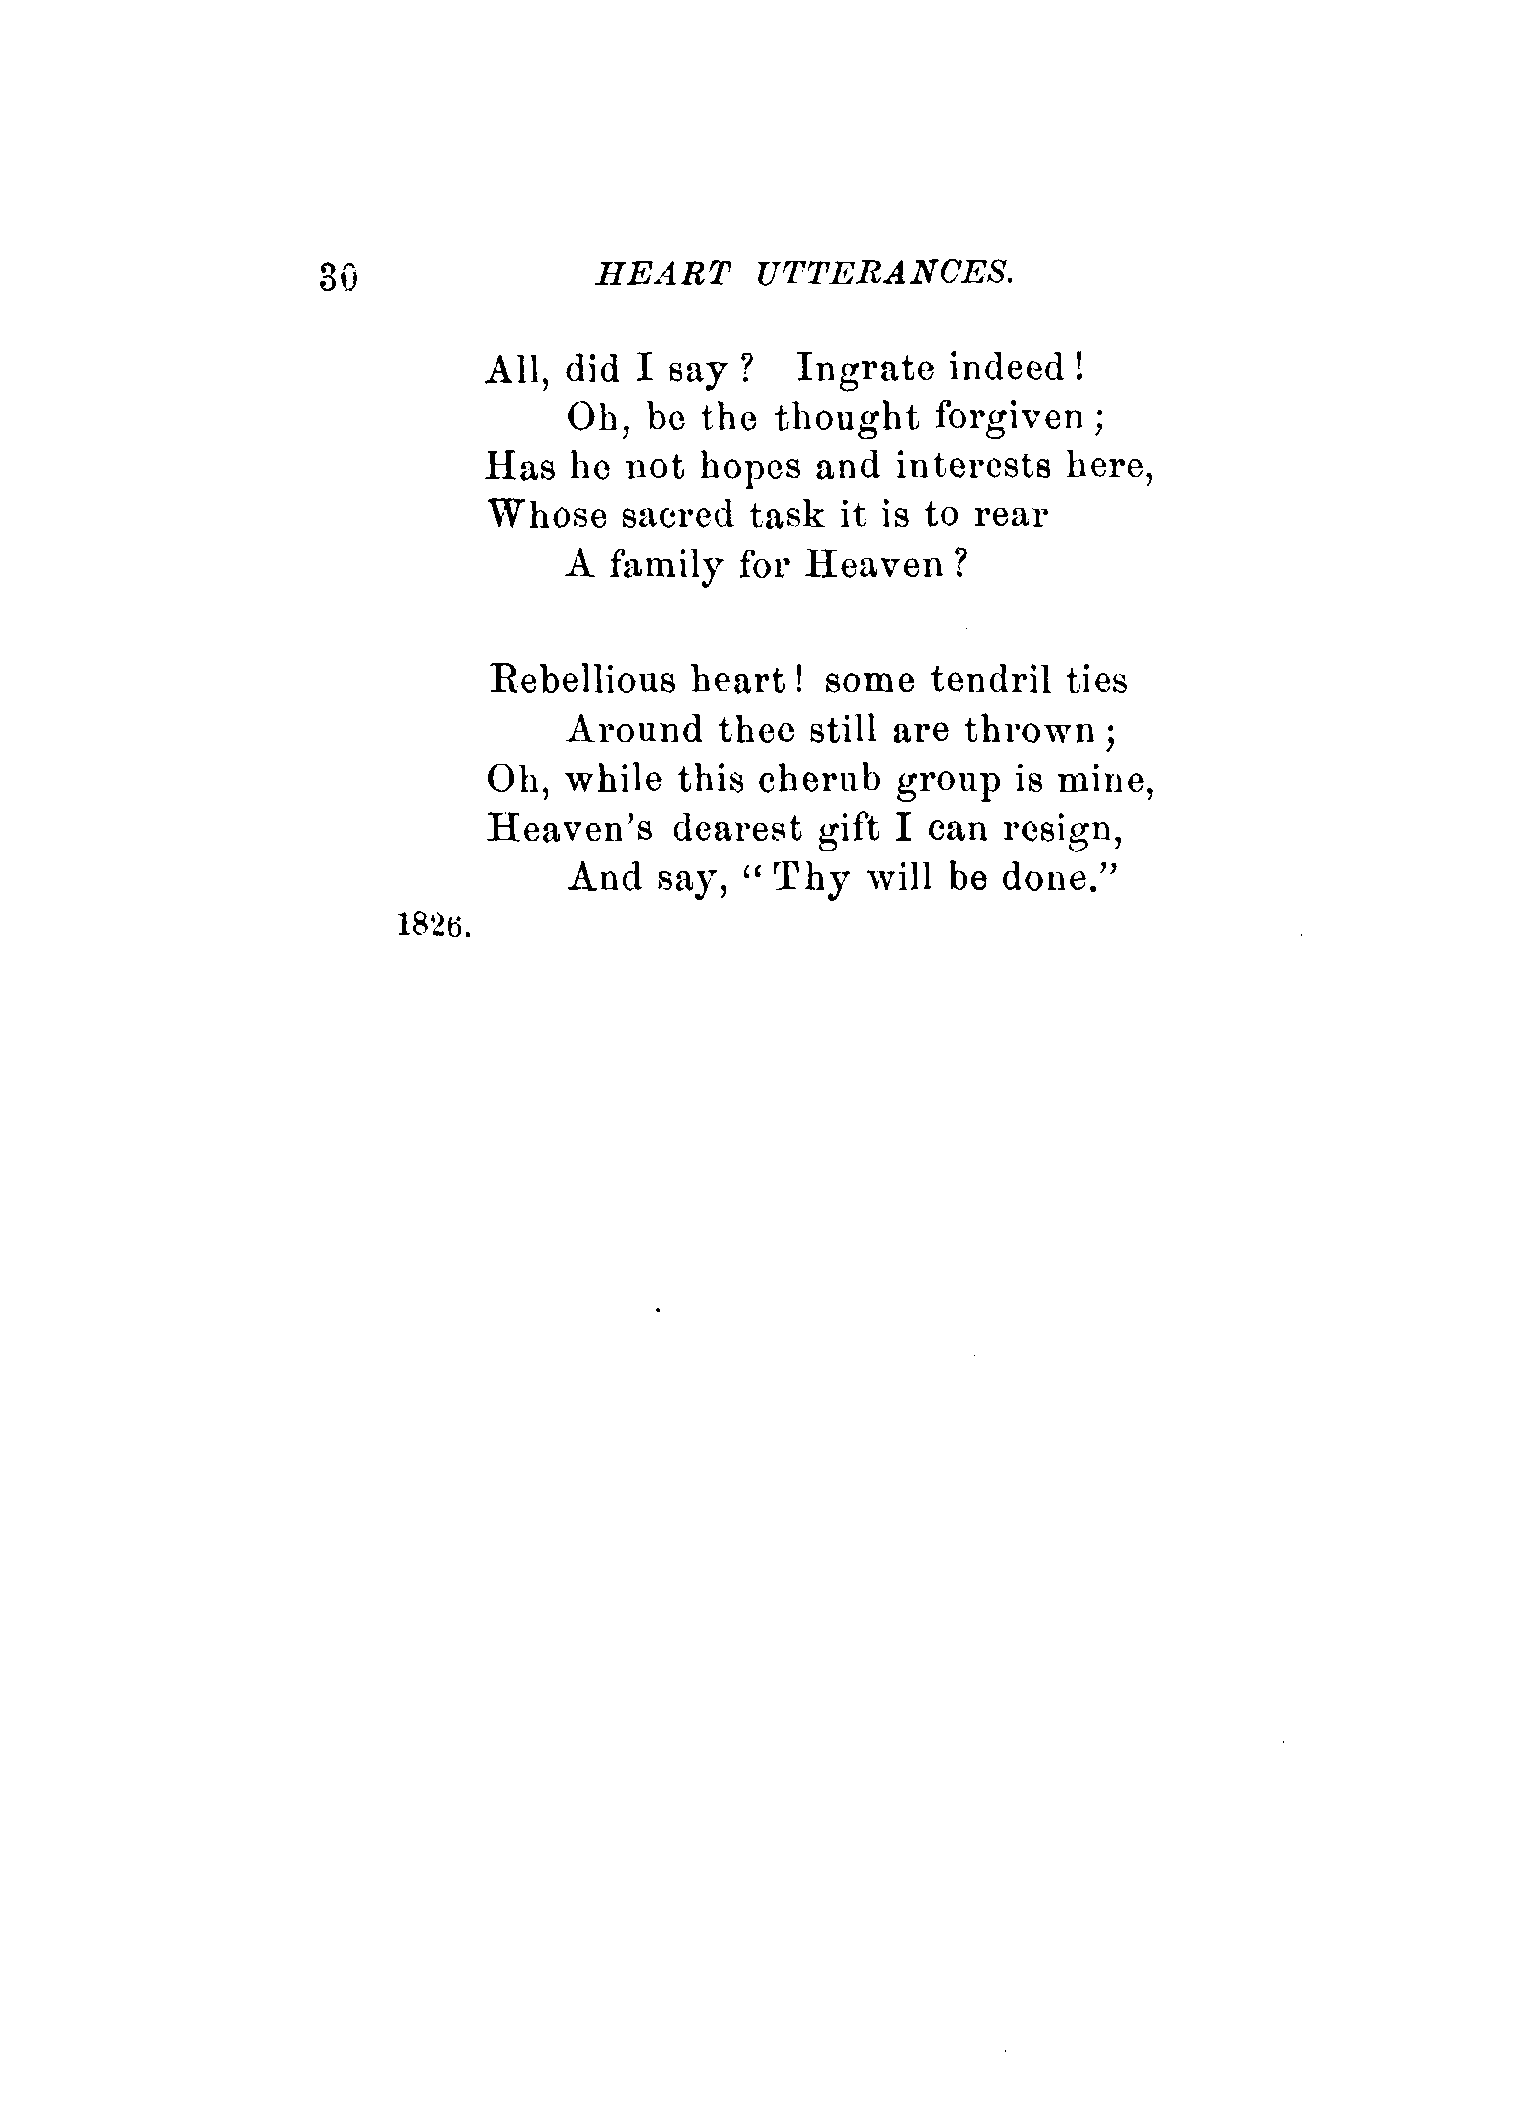 30 HEART UTTERANCES.
All, did I say? Ingrate indeed!
Oh, be the thought forgiven;
Has he not hopes and interests here,
Whose sacred task it is to rear
A family for Heaven?
Rebellious heart! some tendril ties
Around thee still are thrown;
Oh, while this cherub group is mine,
Heaven's dearest gift I can resign,
And say, “Thy will be done.”
1826.